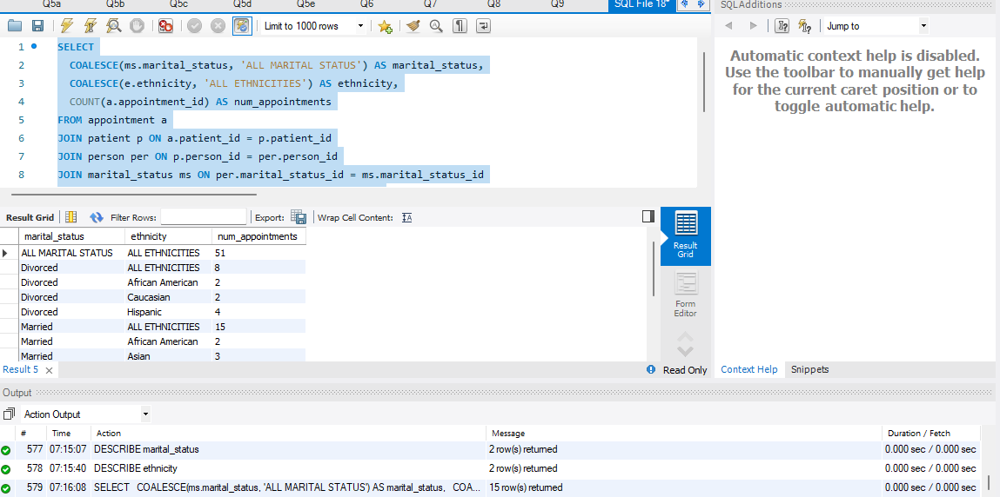 Q5a Q5b Q5c Q5d Q5e Q6 Q7 Q8 Q9 SQL File 18* SQLAdditions
Limit to 1000 rows Jump to
1 SELECT
2 COALESCE(ms.marital_status, 'ALL MARITAL STATUS') AS marital_status,
3 COALESCE(e.ethnicity, 'ALL ETHNICITIES') AS ethnicity,
4 COUNT(a.appointment_id) AS num_appointments
5 FROM appointment a
6 JOIN patient p ON a.patient_id = p.patient_id
7 JOIN person per ON p.person_id = per.person_id
8 JOIN marital_status ms ON per.marital_status_id = ms.marital_status_id
Automatic context help is disabled.
Use the toolbar to manually get help
for the current caret position or to
toggle automatic help.
Result Grid Filter Rows: Export: Wrap Cell Content:
marital_status ethnicity num_appointments
ALL MARITAL STATUS ALL ETHNICITIES 51
Divorced ALL ETHNICITIES 8
Divorced African American 2
Divorced Caucasian 2
Divorced Hispanic 4
Married ALL ETHNICITIES 15
Married African American 2
Married Asian 3
Result
Grid
Form
Editor
Result 5 Read Only Context Help Snippets
Output
Action Output
# Time Action Message Duration / Fetch
577 07:15:07 DESCRIBE marital_status 2 row(s) returned 0.000 sec / 0.000 sec
578 07:15:40 DESCRIBE ethnicity 2 row(s) returned 0.000 sec / 0.000 sec
579 07:16:08 SELECT COALESCE(ms.marital_status, 'ALL MARITAL STATUS') AS marital_status, COA... 15 row(s) returned 0.000 sec / 0.000 sec